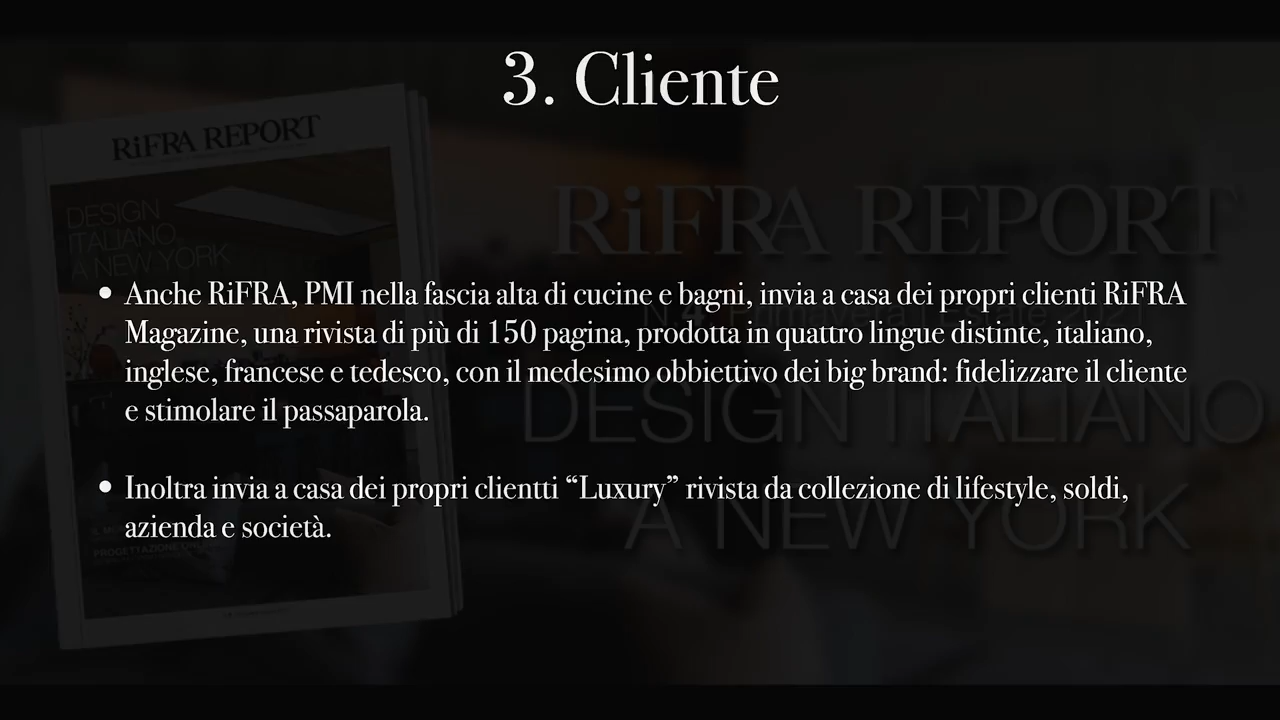 3. Cliente
RiFRA REPORT
DESIGN
ITALIANO
A NEW YORK
RiFRA REPORT
• Anche RiFRA, PMI nella fascia alta di cucine e bagni, invia a casa dei propri clienti RiFRA
Magazine, una rivista di più di 150 pagina, prodotta in quattro lingue distinte, italiano,
inglese, francese e tedesco, con il medesimo obbiettivo dei big brand: fidelizzare il cliente
e stimolare il passaparola.
DESIGN ITALIANO
• Inoltra invia a casa dei propri clientti “Luxury” rivista da collezione di lifestyle, soldi,
azienda e società.
A NEW YORK